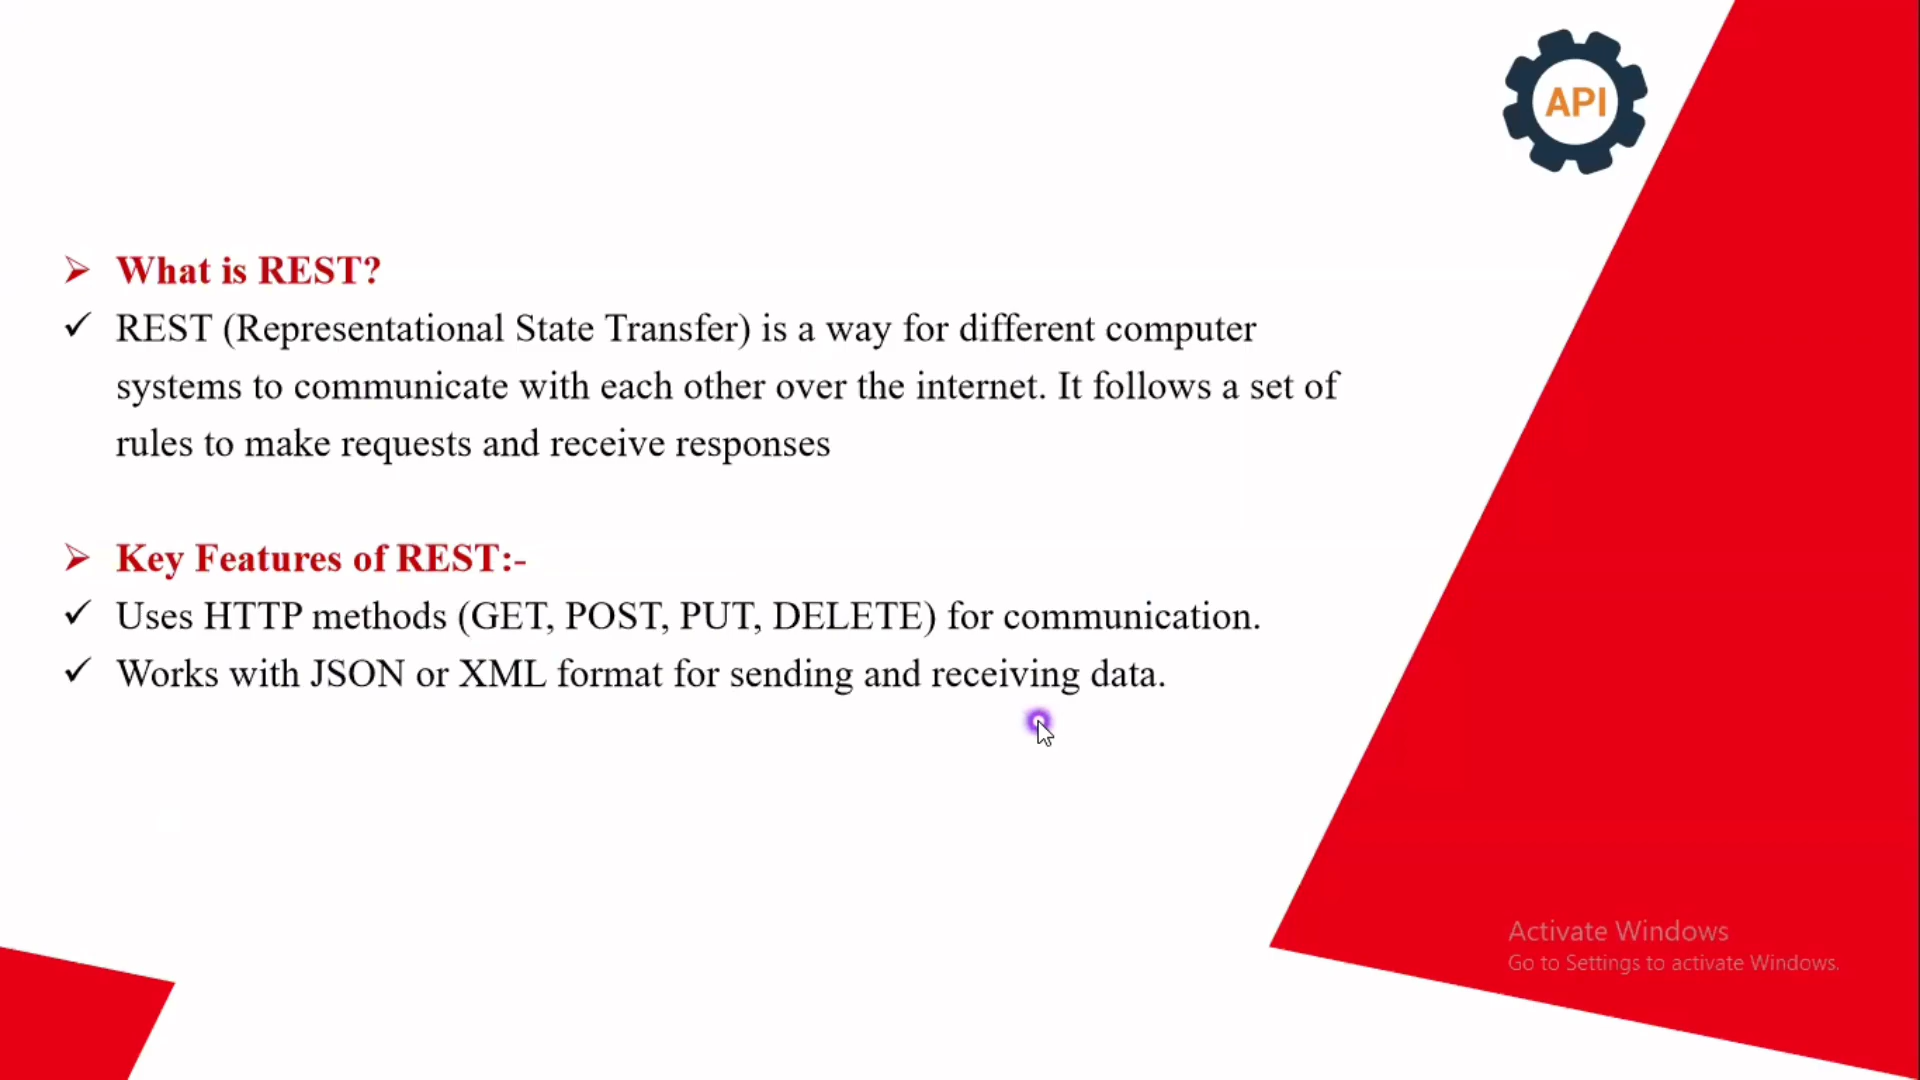 API
What is REST?
REST (Representational State Transfer) is a way for different computer
systems to communicate with each other over the internet. It follows a set of
rules to make requests and receive responses
Key Features of REST:-
Uses HTTP methods (GET, POST, PUT, DELETE) for communication.
Works with JSON or XML format for sending and receiving data.
Activate Windows
Go to Settings to activate Windows.